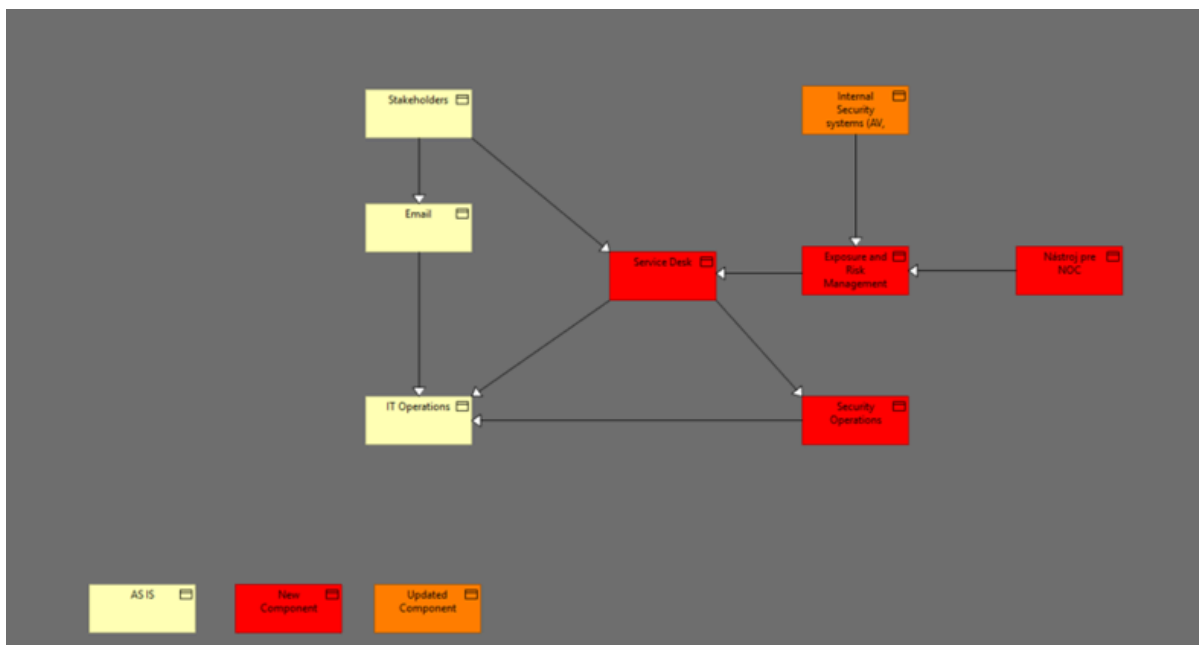 Stakeholders
Internal
Security
systems (AV,
Email
Service Desk
Exposure and
Risk
Management
Nástroj pre
NOC
IT Operations
Security
Operations
AS IS
New
Component
Updated
Component